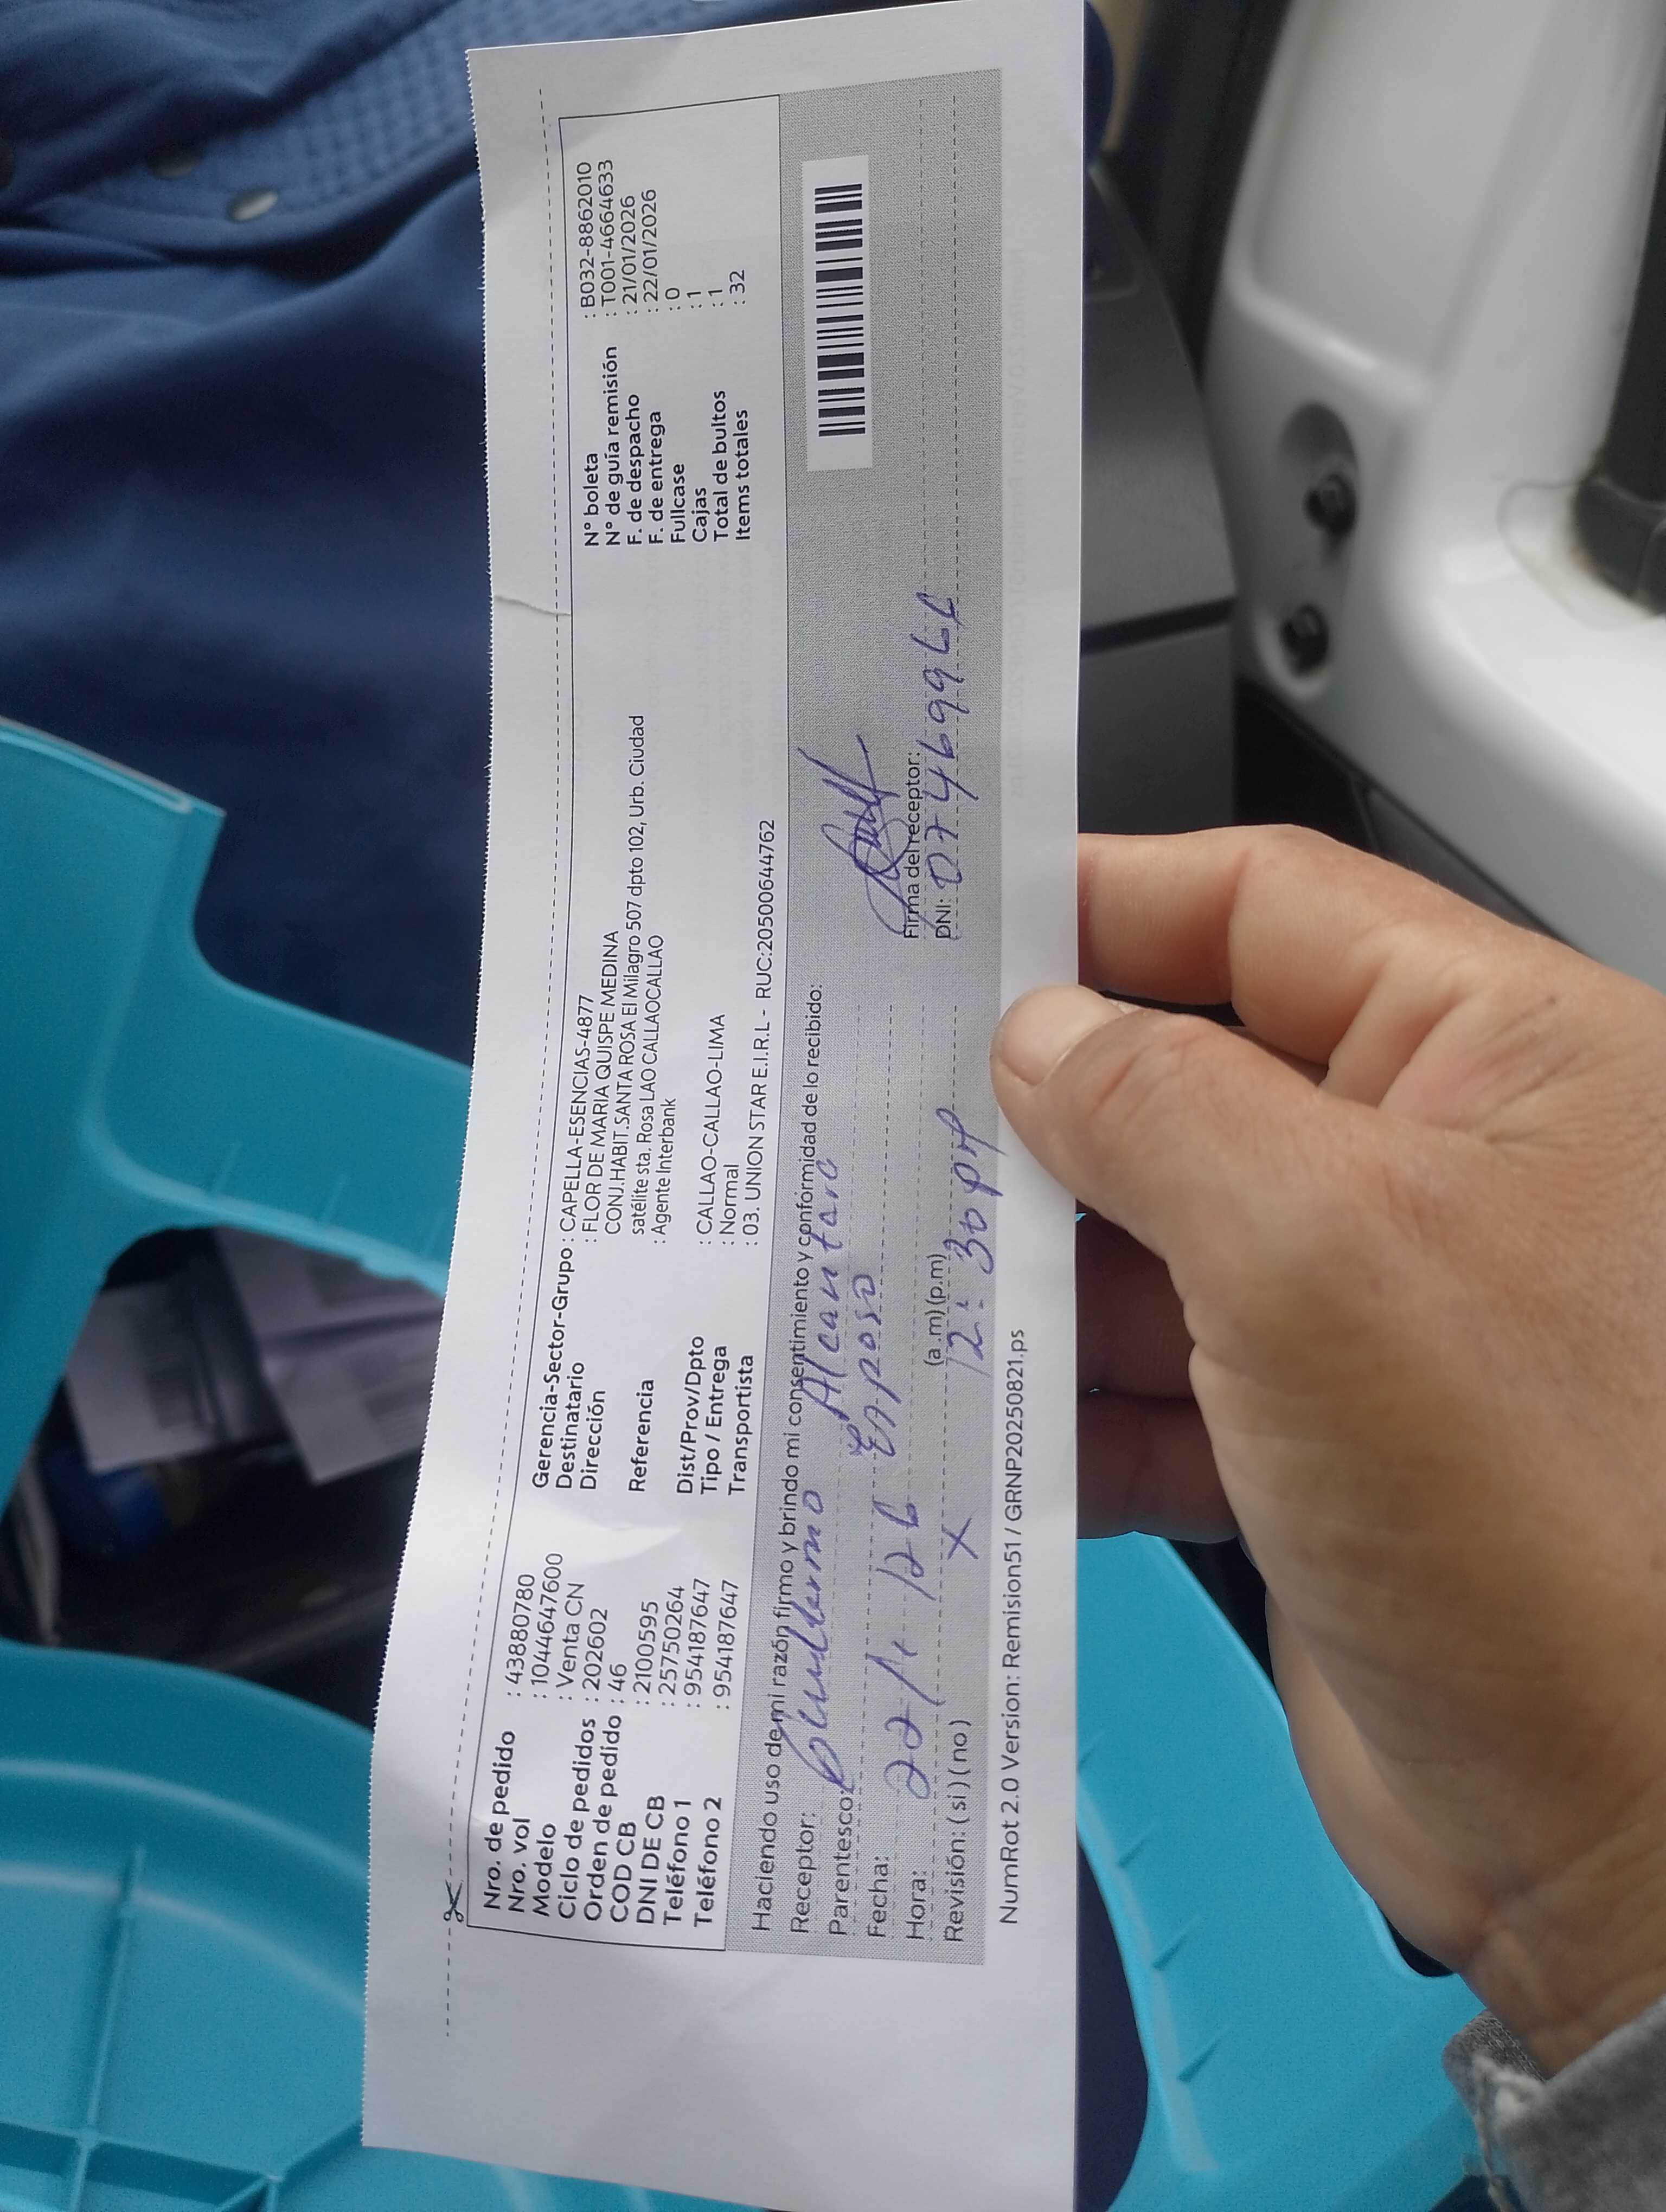 Nro. de pedido : 438880780
Nro. vol : 1044647600
Modelo : Venta CN
Ciclo de pedidos : 202602
Orden de pedido : 46
COD CB : 2100595
DNI DE CB : 25750264
Teléfono 1 : 954187647
Teléfono 2 : 954187647
Gerencia-Sector-Grupo : CAPELLA-ESENCIAS-4877
Destinatario : FLOR DE MARIA QUISPE MEDINA
Dirección CONJ.HABIT.SANTA ROSA El Milagro 507 dpto 102, Urb. Ciudad
satélite sta. Rosa LAO CALLAOCALLAO
Referencia : Agente Interbank
Dist/Prov/Dpto : CALLAO-CALLAO-LIMA
Tipo / Entrega : Normal
Transportista : 03. UNION STAR E.I.R.L - RUC:20500644762
N° boleta : B032-8862010
N° de guía remisión : T001-4664633
F. de despacho : 21/01/2026
F. de entrega : 22/01/2026
Fullcase : 0
Cajas : 1
Total de bultos : 1
Items totales : 32
Haciendo uso de mi razón firmo y brindo mi consentimiento y conformidad de lo recibido:
Receptor: Alcantara
Parentesco: Esposo
Fecha: 22/1/26
Hora: (a.m)(p.m) 12:30 pm
Revisión: (si)(no) X
Firma del receptor:
DNI: 07469961
NumRot 2.0 Version: Remision51 / GRNP20250821.ps